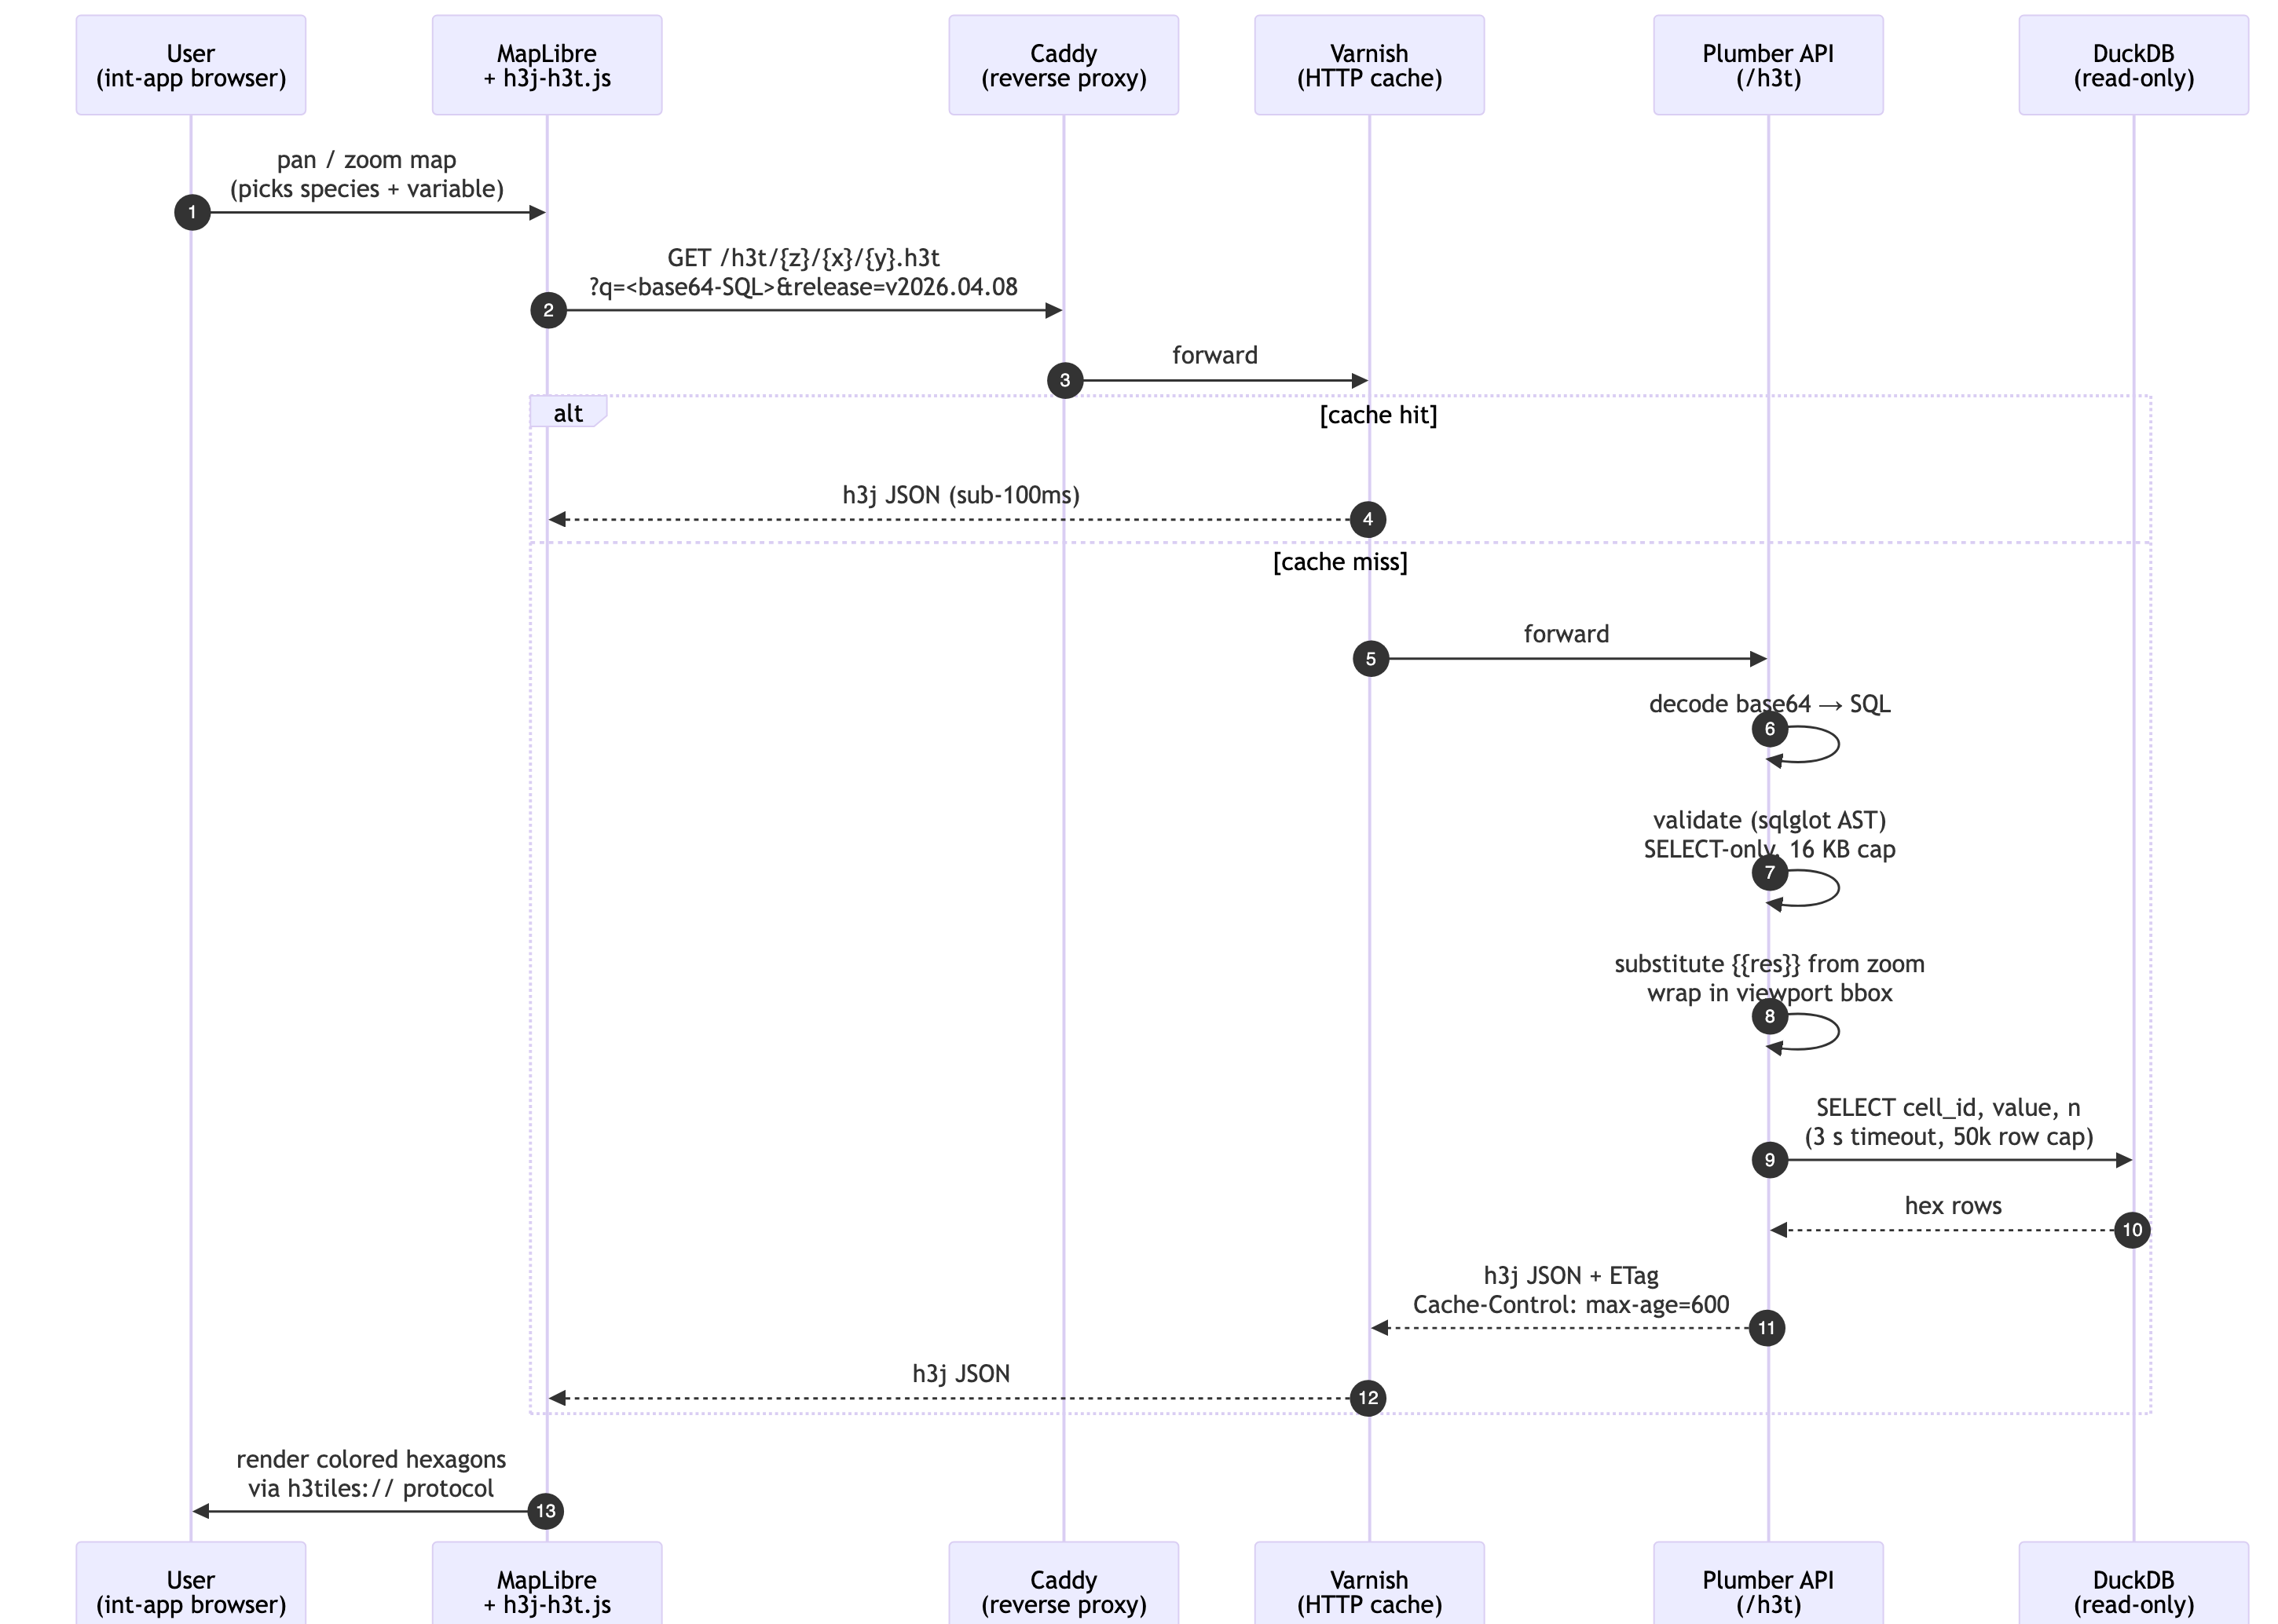 User
(int-app browser)
MapLibre
+ h3j-h3t.js
Caddy
(reverse proxy)
Varnish
(HTTP cache)
Plumber API
(/h3t)
DuckDB
(read-only)
pan / zoom map
(picks species + variable)
1
GET /h3t/{z}/{x}/{y}.h3t
?q=<base64-SQL>&release=v2026.04.08
2
forward
3
alt
[cache hit]
h3j JSON (sub-100ms)
4
[cache miss]
forward
5
decode base64 → SQL
6
validate (sqlglot AST)
SELECT-only, 16 KB cap
7
substitute {{res}} from zoom
wrap in viewport bbox
8
SELECT cell_id, value, n
(3 s timeout, 50k row cap)
9
hex rows
10
h3j JSON + ETag
Cache-Control: max-age=600
11
h3j JSON
12
render colored hexagons
via h3tiles:// protocol
13
User
(int-app browser)
MapLibre
+ h3j-h3t.js
Caddy
(reverse proxy)
Varnish
(HTTP cache)
Plumber API
(/h3t)
DuckDB
(read-only)